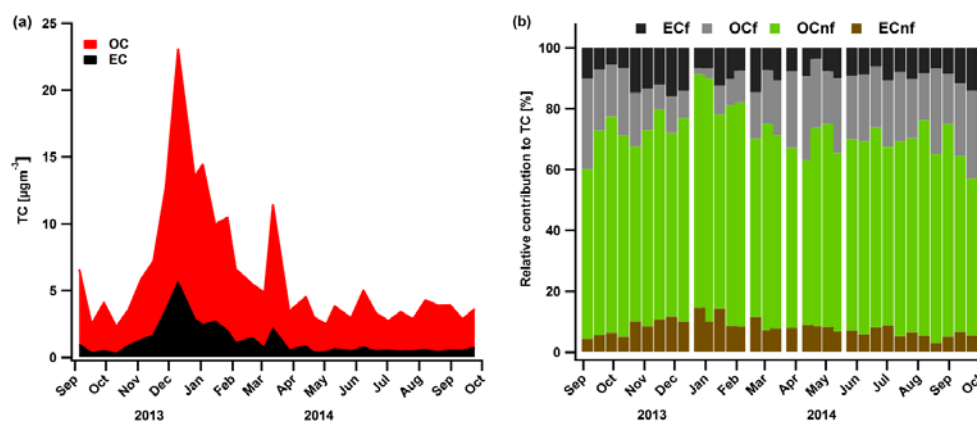 (a)
OC
EC
TC [µgm⁻³]
25
20
15
10
5
0
Sep Oct Nov Dec Jan Feb Mar Apr May Jun Jul Aug Sep Oct
2013 2014
(b)
ECf OCf OCnf ECnf
Relative contribution to TC [%]
100
80
60
40
20
0
Sep Oct Nov Dec Jan Feb Mar Apr May Jun Jul Aug Sep Oct
2013 2014